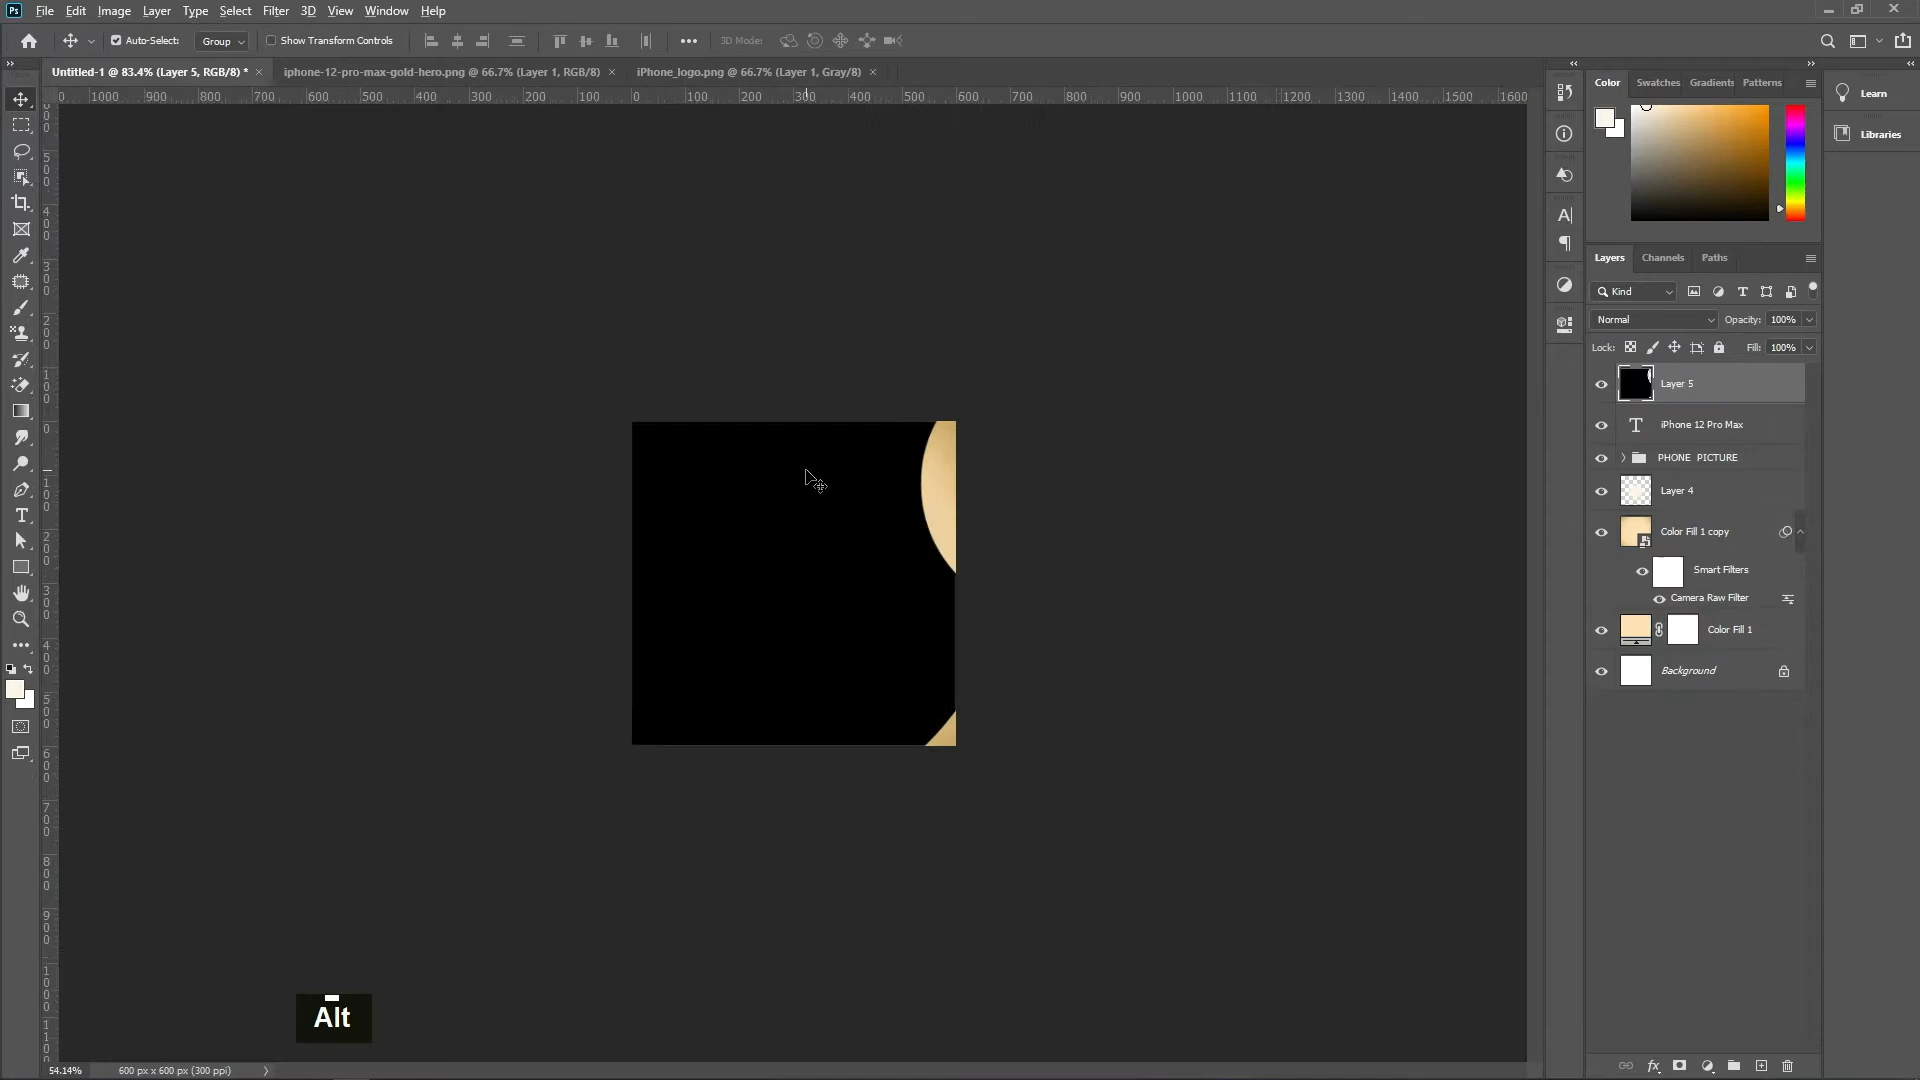 Ps File Edit Image Layer Type Select Filter 3D View Window Help
Auto-Select: Group Show Transform Controls 3D Mode:
Untitled-1 @ 83.4% (Layer 5, RGB/8) * × iphone-12-pro-max-gold-hero.png @ 66.7% (Layer 1, RGB/8) × iPhone_logo.png @ 66.7% (Layer 1, Gray/8) ×
1000 900 800 700 600 500 400 300 200 100 0 100 200 300 400 500 600 700 800 900 1000 1100 1200 1300 1400 1500 1600
Color Swatches Gradients Patterns
Learn
Libraries
Layers Channels Paths
Kind
Normal Opacity: 100%
Lock: Fill: 100%
Layer 5
iPhone 12 Pro Max
PHONE PICTURE
Layer 4
Color Fill 1 copy
Smart Filters
Camera Raw Filter
Color Fill 1
Background
Alt
54.14% 600 px x 600 px (300 ppi)